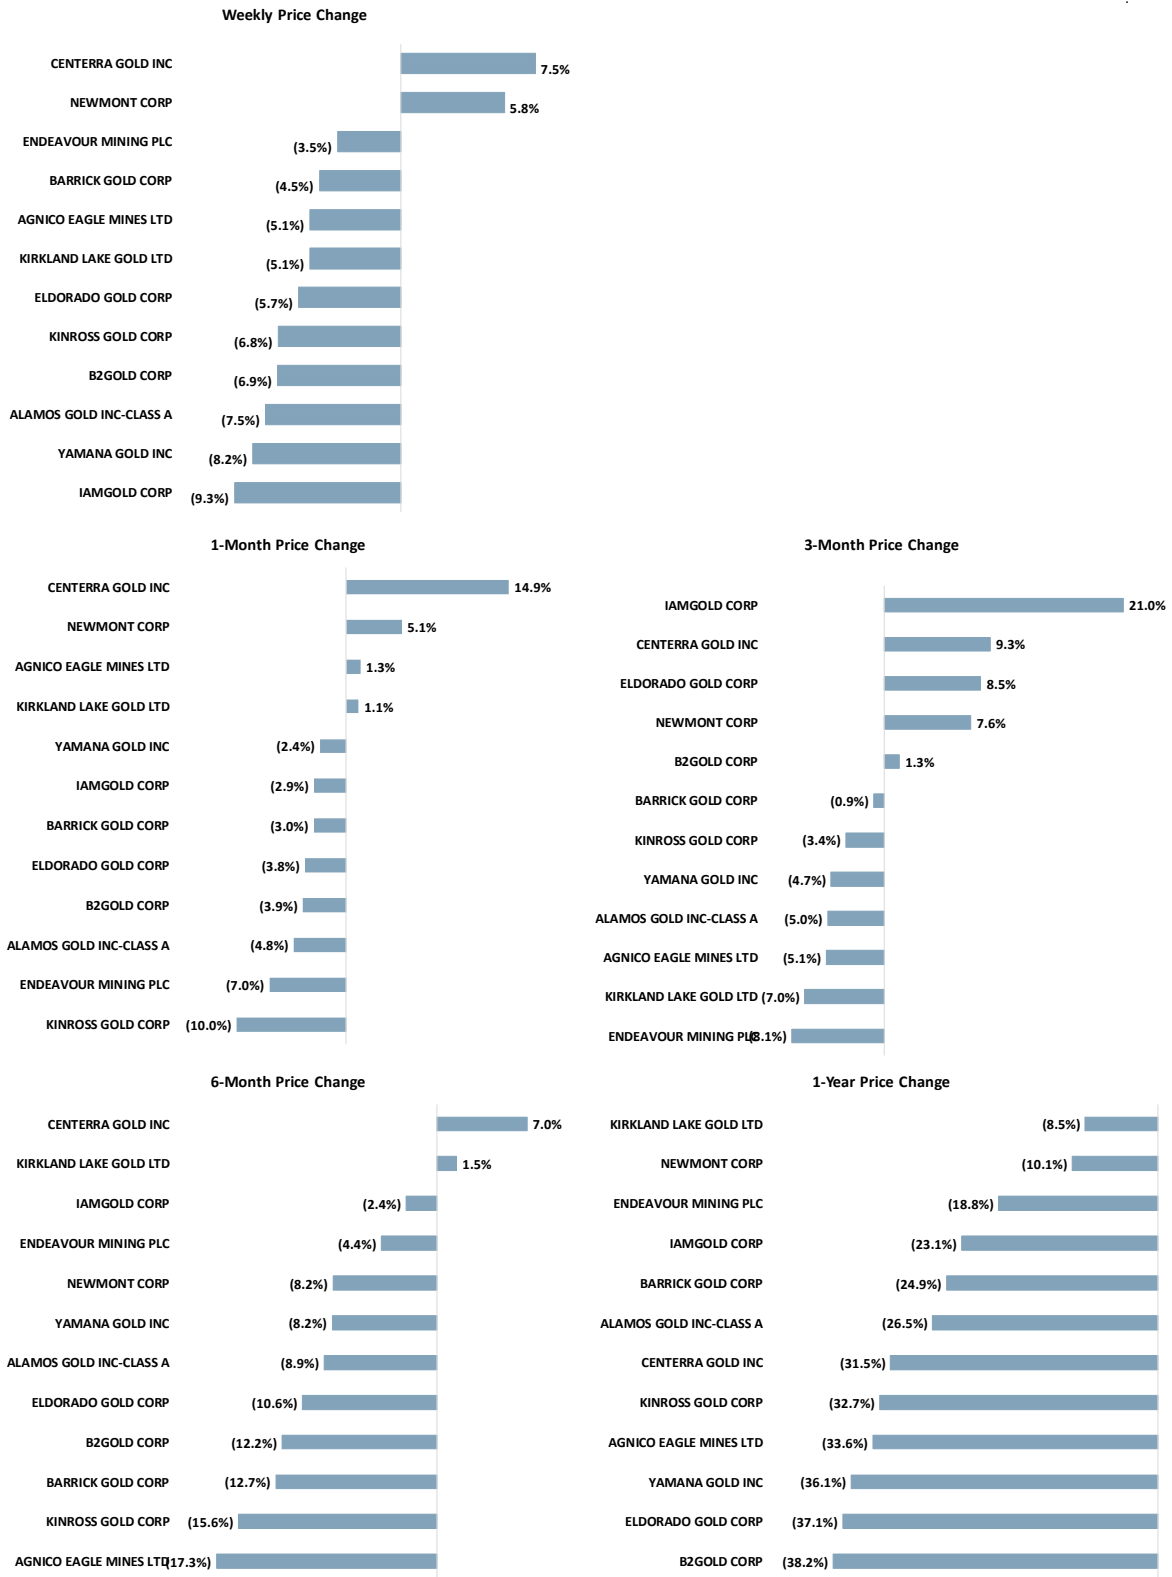 Weekly Price Change
CENTERRA GOLD INC 7.5%
NEWMONT CORP 5.8%
ENDEAVOUR MINING PLC (3.5%)
BARRICK GOLD CORP (4.5%)
AGNICO EAGLE MINES LTD (5.1%)
KIRKLAND LAKE GOLD LTD (5.1%)
ELDORADO GOLD CORP (5.7%)
KINROSS GOLD CORP (6.8%)
B2GOLD CORP (6.9%)
ALAMOS GOLD INC-CLASS A (7.5%)
YAMANA GOLD INC (8.2%)
IAMGOLD CORP (9.3%)
1-Month Price Change
CENTERRA GOLD INC 14.9%
NEWMONT CORP 5.1%
AGNICO EAGLE MINES LTD 1.3%
KIRKLAND LAKE GOLD LTD 1.1%
YAMANA GOLD INC (2.4%)
IAMGOLD CORP (2.9%)
BARRICK GOLD CORP (3.0%)
ELDORADO GOLD CORP (3.8%)
B2GOLD CORP (3.9%)
ALAMOS GOLD INC-CLASS A (4.8%)
ENDEAVOUR MINING PLC (7.0%)
KINROSS GOLD CORP (10.0%)
3-Month Price Change
IAMGOLD CORP 21.0%
CENTERRA GOLD INC 9.3%
ELDORADO GOLD CORP 8.5%
NEWMONT CORP 7.6%
B2GOLD CORP 1.3%
BARRICK GOLD CORP (0.9%)
KINROSS GOLD CORP (3.4%)
YAMANA GOLD INC (4.7%)
ALAMOS GOLD INC-CLASS A (5.0%)
AGNICO EAGLE MINES LTD (5.1%)
KIRKLAND LAKE GOLD LTD (7.0%)
ENDEAVOUR MINING PLC (8.1%)
6-Month Price Change
CENTERRA GOLD INC 7.0%
KIRKLAND LAKE GOLD LTD 1.5%
IAMGOLD CORP (2.4%)
ENDEAVOUR MINING PLC (4.4%)
NEWMONT CORP (8.2%)
YAMANA GOLD INC (8.2%)
ALAMOS GOLD INC-CLASS A (8.9%)
ELDORADO GOLD CORP (10.6%)
B2GOLD CORP (12.2%)
BARRICK GOLD CORP (12.7%)
KINROSS GOLD CORP (15.6%)
AGNICO EAGLE MINES LTD (17.3%)
1-Year Price Change
KIRKLAND LAKE GOLD LTD (8.5%)
NEWMONT CORP (10.1%)
ENDEAVOUR MINING PLC (18.8%)
IAMGOLD CORP (23.1%)
BARRICK GOLD CORP (24.9%)
ALAMOS GOLD INC-CLASS A (26.5%)
CENTERRA GOLD INC (31.5%)
KINROSS GOLD CORP (32.7%)
AGNICO EAGLE MINES LTD (33.6%)
YAMANA GOLD INC (36.1%)
ELDORADO GOLD CORP (37.1%)
B2GOLD CORP (38.2%)